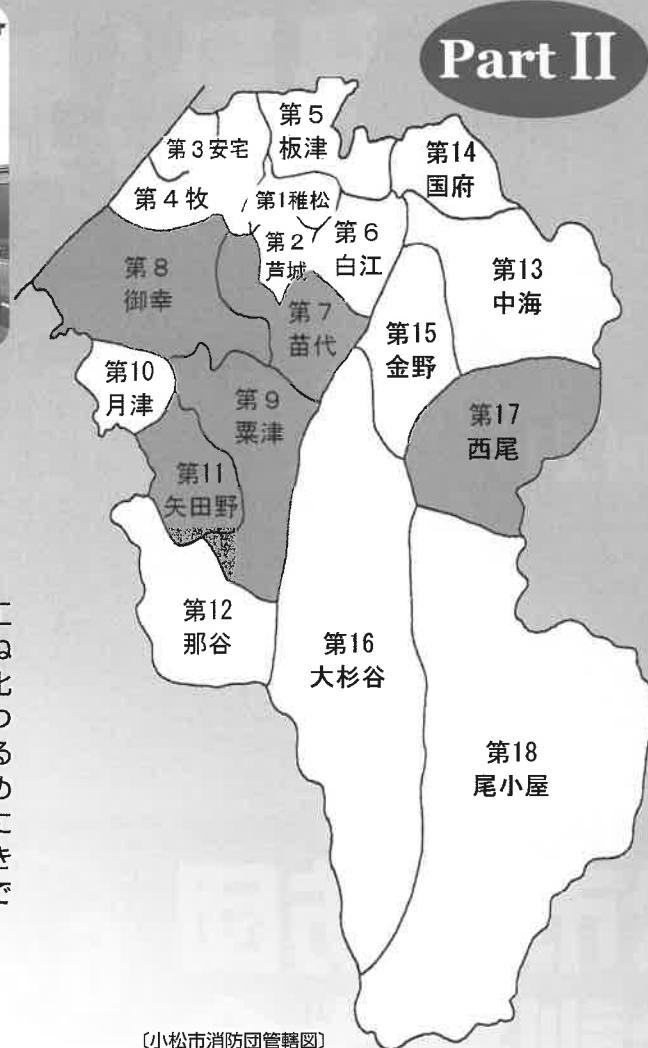 Part II
第5
板津
第3安宅
第14
国府
第4牧
第1稚松
第2
芦城
第6
白江
第13
中海
第8
御幸
第7
苗代
第15
金野
第10
月津
第9
粟津
第17
西尾
第11
矢田野
第12
那谷
第16
大杉谷
第18
尾小屋
〔小松市消防団管轄図〕